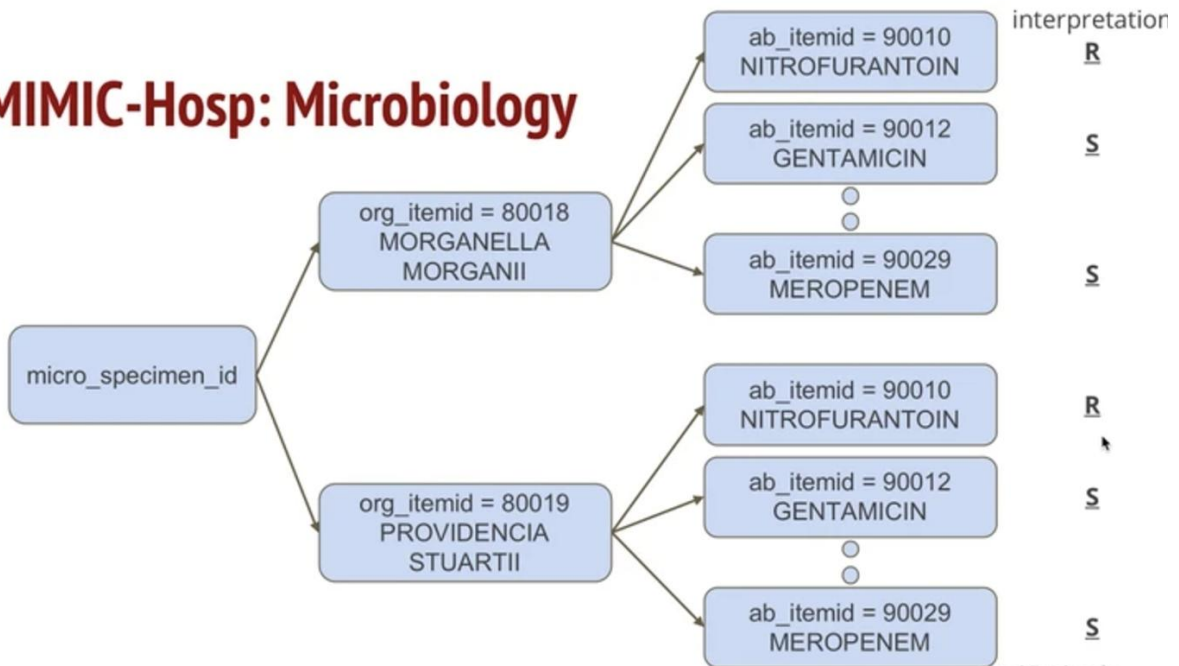 interpretation
MIMIC-Hosp: Microbiology
micro_specimen_id
org_itemid = 80018
MORGANELLA
MORGANII
ab_itemid = 90010
NITROFURANTOIN
R
ab_itemid = 90012
GENTAMICIN
S
ab_itemid = 90029
MEROPENEM
S
org_itemid = 80019
PROVIDENCIA
STUARTII
ab_itemid = 90010
NITROFURANTOIN
R
ab_itemid = 90012
GENTAMICIN
S
ab_itemid = 90029
MEROPENEM
S